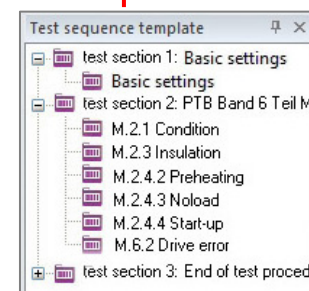 Test sequence template
test section 1: Basic settings
Basic settings
test section 2: PTB Band 6 Teil M
M.2.1 Condition
M.2.3 Insulation
M.2.4.2 Preheating
M.2.4.3 Noload
M.2.4.4 Start-up
M.6.2 Drive error
test section 3: End of test proced